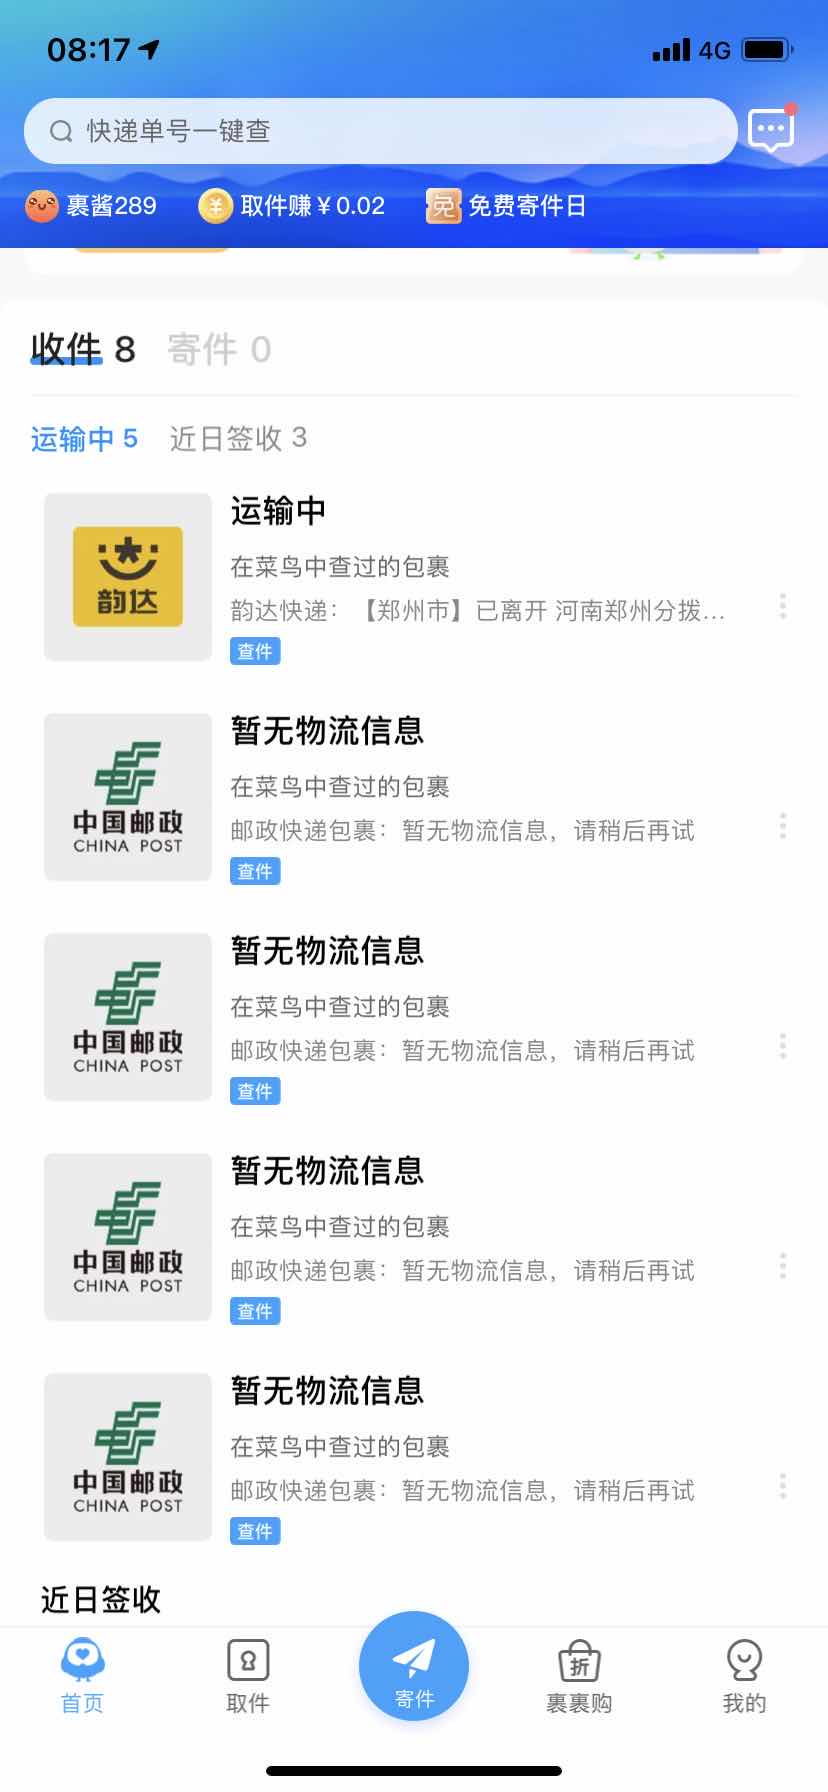 08:17
4G
快递单号一键查
裹酱289 取件赚￥0.02 免 免费寄件日
收件 8 寄件 0
运输中 5 近日签收 3
韵达
运输中
在菜鸟中查过的包裹
韵达快递：【郑州市】已离开 河南郑州分拨...
查件
中国邮政
CHINA POST
暂无物流信息
在菜鸟中查过的包裹
邮政快递包裹：暂无物流信息，请稍后再试
查件
中国邮政
CHINA POST
暂无物流信息
在菜鸟中查过的包裹
邮政快递包裹：暂无物流信息，请稍后再试
查件
中国邮政
CHINA POST
暂无物流信息
在菜鸟中查过的包裹
邮政快递包裹：暂无物流信息，请稍后再试
查件
中国邮政
CHINA POST
暂无物流信息
在菜鸟中查过的包裹
邮政快递包裹：暂无物流信息，请稍后再试
查件
近日签收
折
首页 取件 寄件 裹裹购 我的